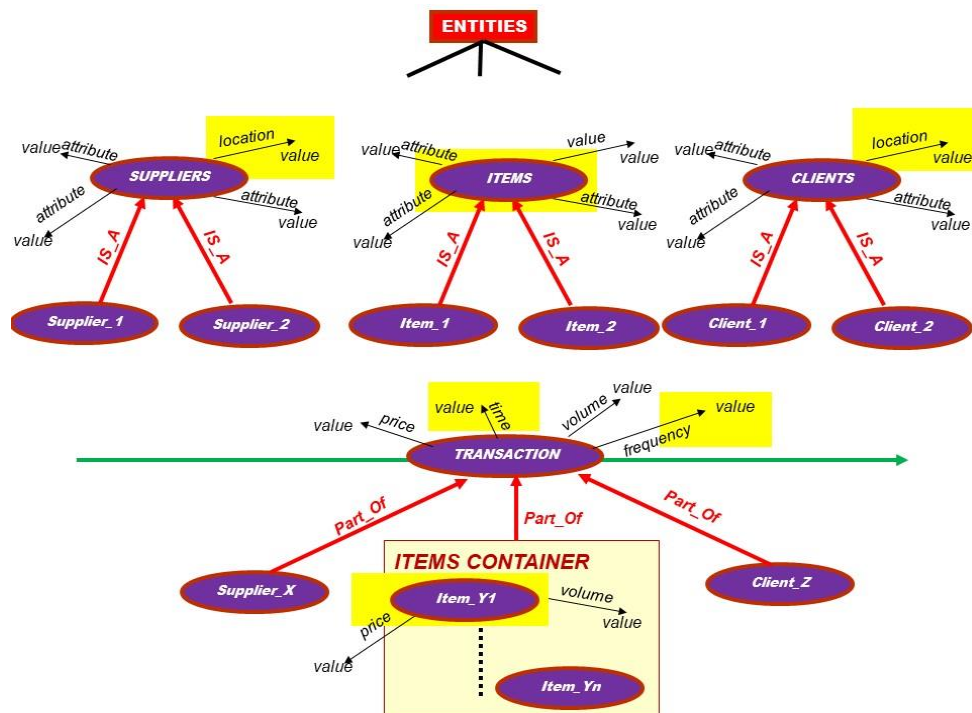 ENTITIES
location
value
attribute
value
SUPPLIERS
attribute
value
attribute
value
IS_A
IS_A
Supplier_1
Supplier_2
value
value
value
attribute
ITEMS
attribute
value
attribute
value
IS_A
IS_A
Item_1
Item_2
location
value
value
attribute
CLIENTS
attribute
value
attribute
value
IS_A
IS_A
Client_1
Client_2
value
price
value
time
volume
value
frequency
value
TRANSACTION
Part_Of
Part_Of
Part_Of
Supplier_X
Client_Z
ITEMS CONTAINER
Item_Y1
volume
value
price
value
Item_Yn